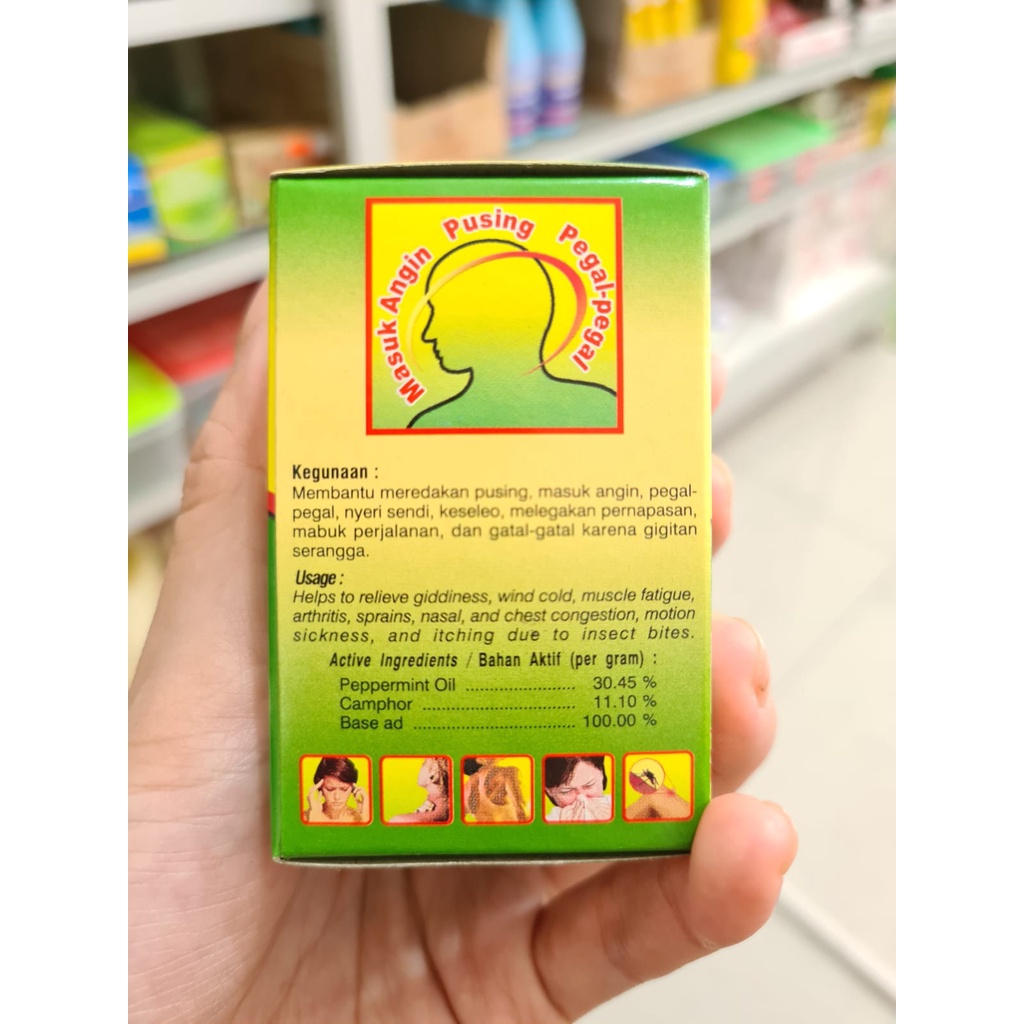 Masuk Angin Pusing Pegal-pegal
Kegunaan :
Membantu meredakan pusing, masuk angin, pegal-
pegal, nyeri sendi, keseleo, melegakan pernapasan,
mabuk perjalanan, dan gatal-gatal karena gigitan
serangga.
Usage :
Helps to relieve giddiness, wind cold, muscle fatigue,
arthritis, sprains, nasal, and chest congestion, motion
sickness, and itching due to insect bites.
Active Ingredients / Bahan Aktif (per gram) :
Peppermint Oil ........................ 30.45 %
Camphor ................................ 11.10 %
Base ad ................................. 100.00 %